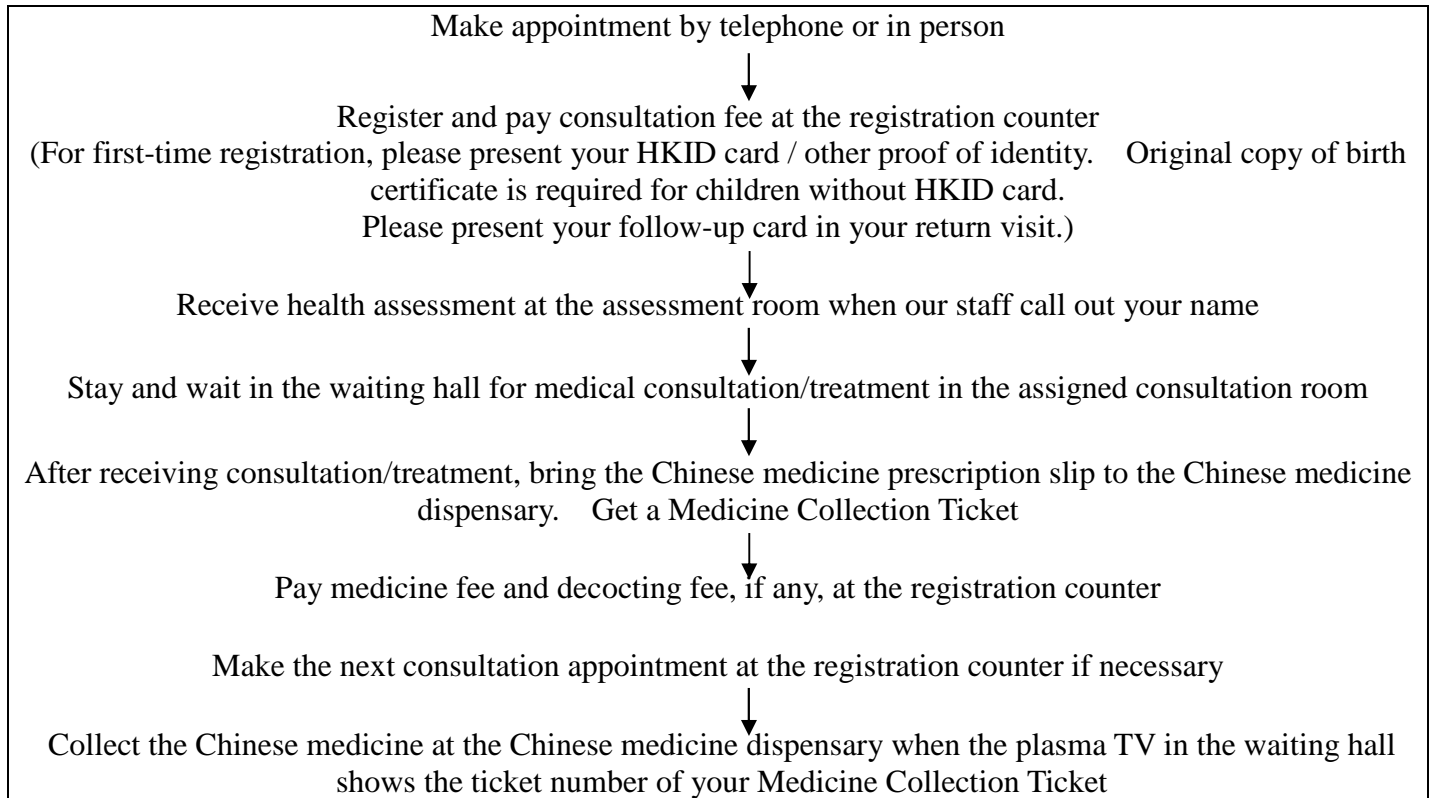 Make appointment by telephone or in person
Register and pay consultation fee at the registration counter
(For first-time registration, please present your HKID card / other proof of identity. Original copy of birth
certificate is required for children without HKID card.
Please present your follow-up card in your return visit.)
Receive health assessment at the assessment room when our staff call out your name
Stay and wait in the waiting hall for medical consultation/treatment in the assigned consultation room
After receiving consultation/treatment, bring the Chinese medicine prescription slip to the Chinese medicine
dispensary. Get a Medicine Collection Ticket
Pay medicine fee and decocting fee, if any, at the registration counter
Make the next consultation appointment at the registration counter if necessary
Collect the Chinese medicine at the Chinese medicine dispensary when the plasma TV in the waiting hall
shows the ticket number of your Medicine Collection Ticket